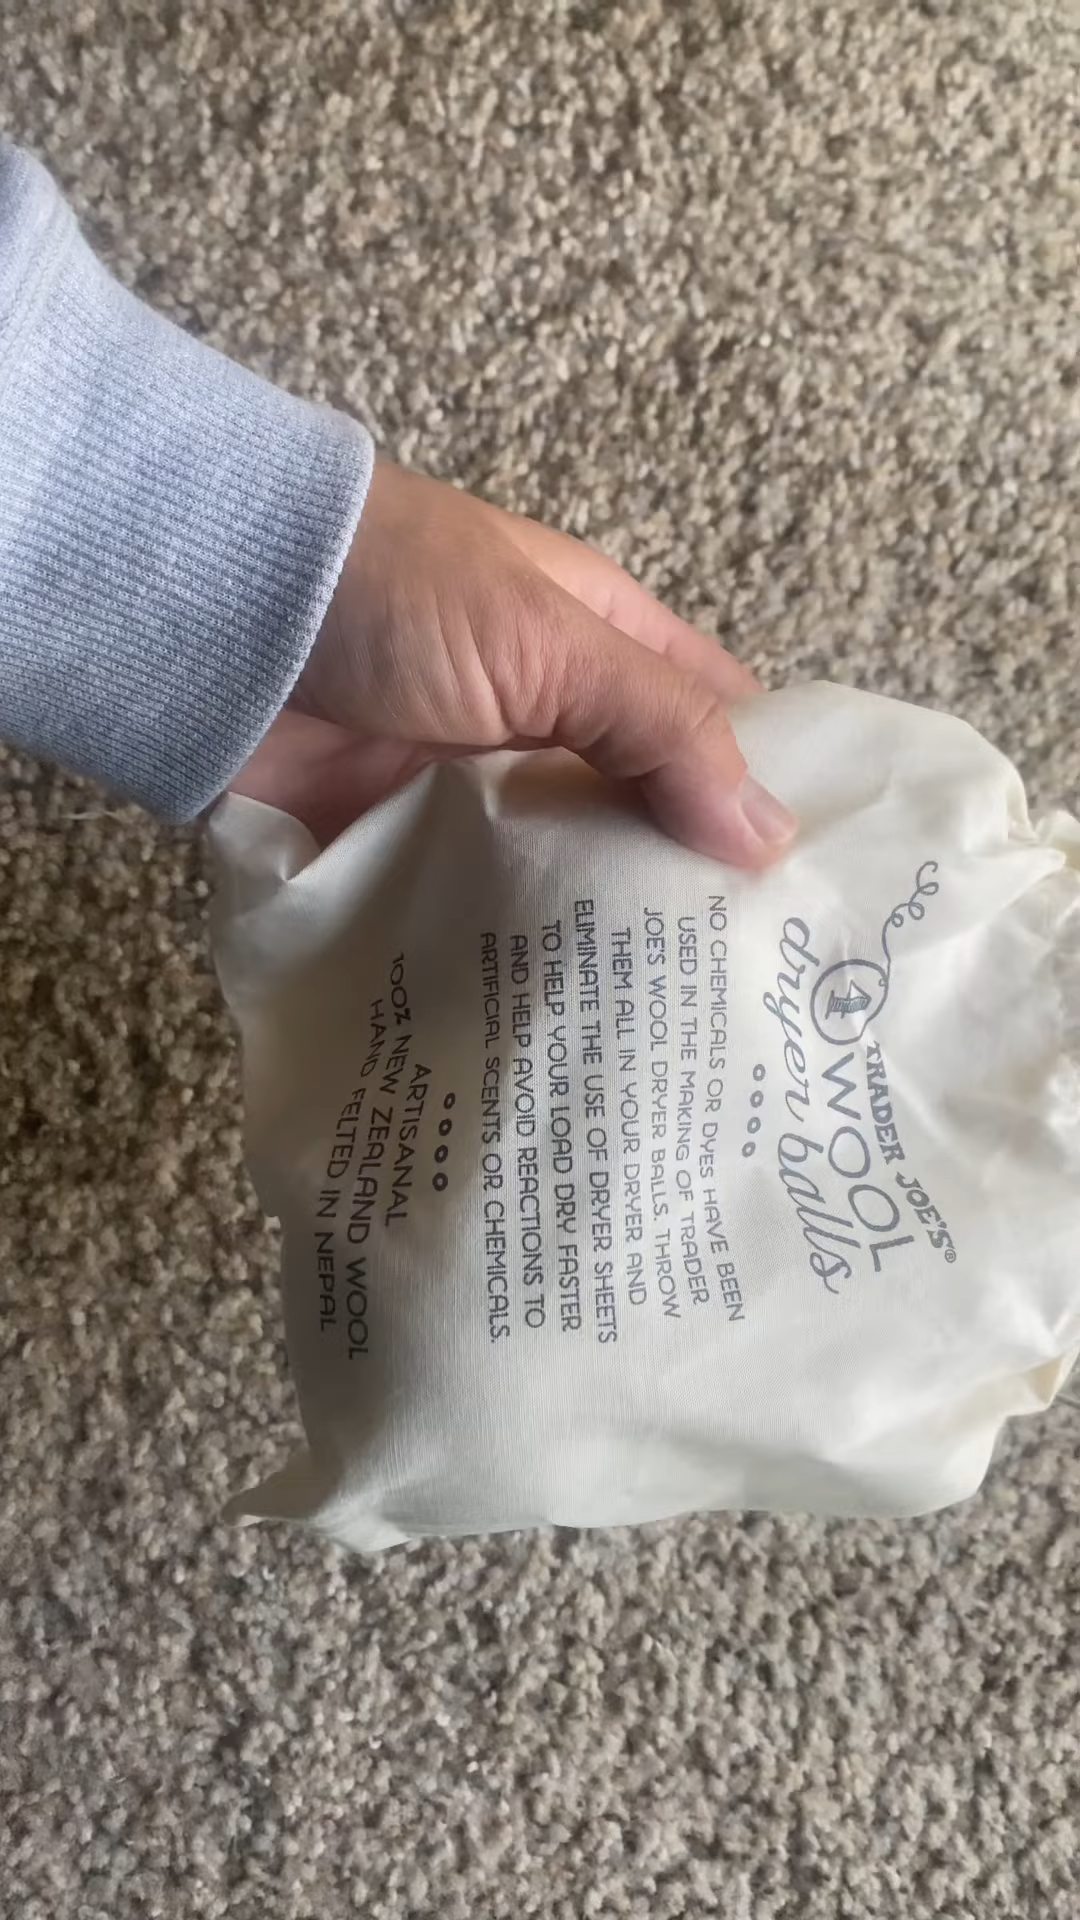 TRADER JOE'S®
WOOL
dryer balls
NO CHEMICALS OR DYES HAVE BEEN
USED IN THE MAKING OF TRADER
JOE'S WOOL DRYER BALLS. THROW
THEM ALL IN YOUR DRYER AND
ELIMINATE THE USE OF DRYER SHEETS
TO HELP YOUR LOAD DRY FASTER
AND HELP AVOID REACTIONS TO
ARTIFICIAL SCENTS OR CHEMICALS.
ARTISANAL
100% NEW ZEALAND WOOL
HAND FELTED IN NEPAL